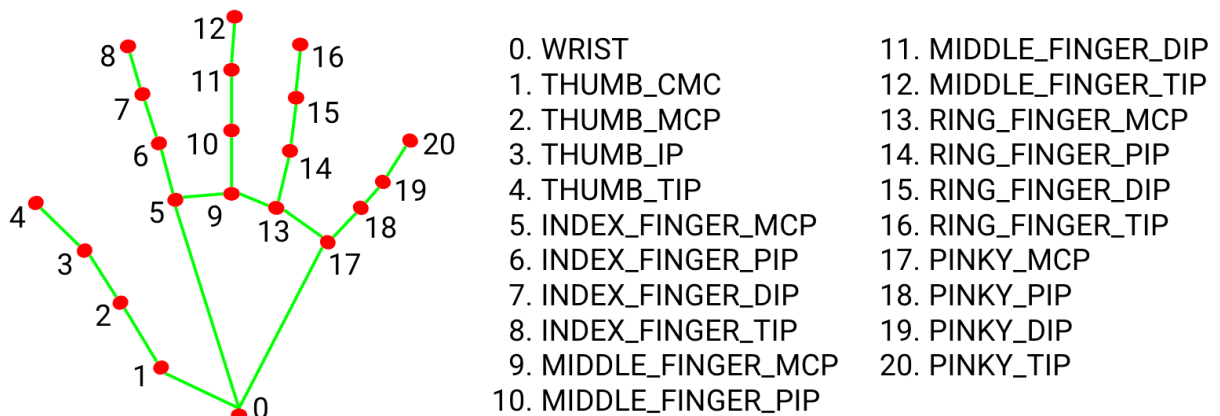 12
8
16
11
7
15
10
20
6
14
19
4
5
9
13
18
3
17
2
1
0
0. WRIST
1. THUMB_CMC
2. THUMB_MCP
3. THUMB_IP
4. THUMB_TIP
5. INDEX_FINGER_MCP
6. INDEX_FINGER_PIP
7. INDEX_FINGER_DIP
8. INDEX_FINGER_TIP
9. MIDDLE_FINGER_MCP
10. MIDDLE_FINGER_PIP
11. MIDDLE_FINGER_DIP
12. MIDDLE_FINGER_TIP
13. RING_FINGER_MCP
14. RING_FINGER_PIP
15. RING_FINGER_DIP
16. RING_FINGER_TIP
17. PINKY_MCP
18. PINKY_PIP
19. PINKY_DIP
20. PINKY_TIP